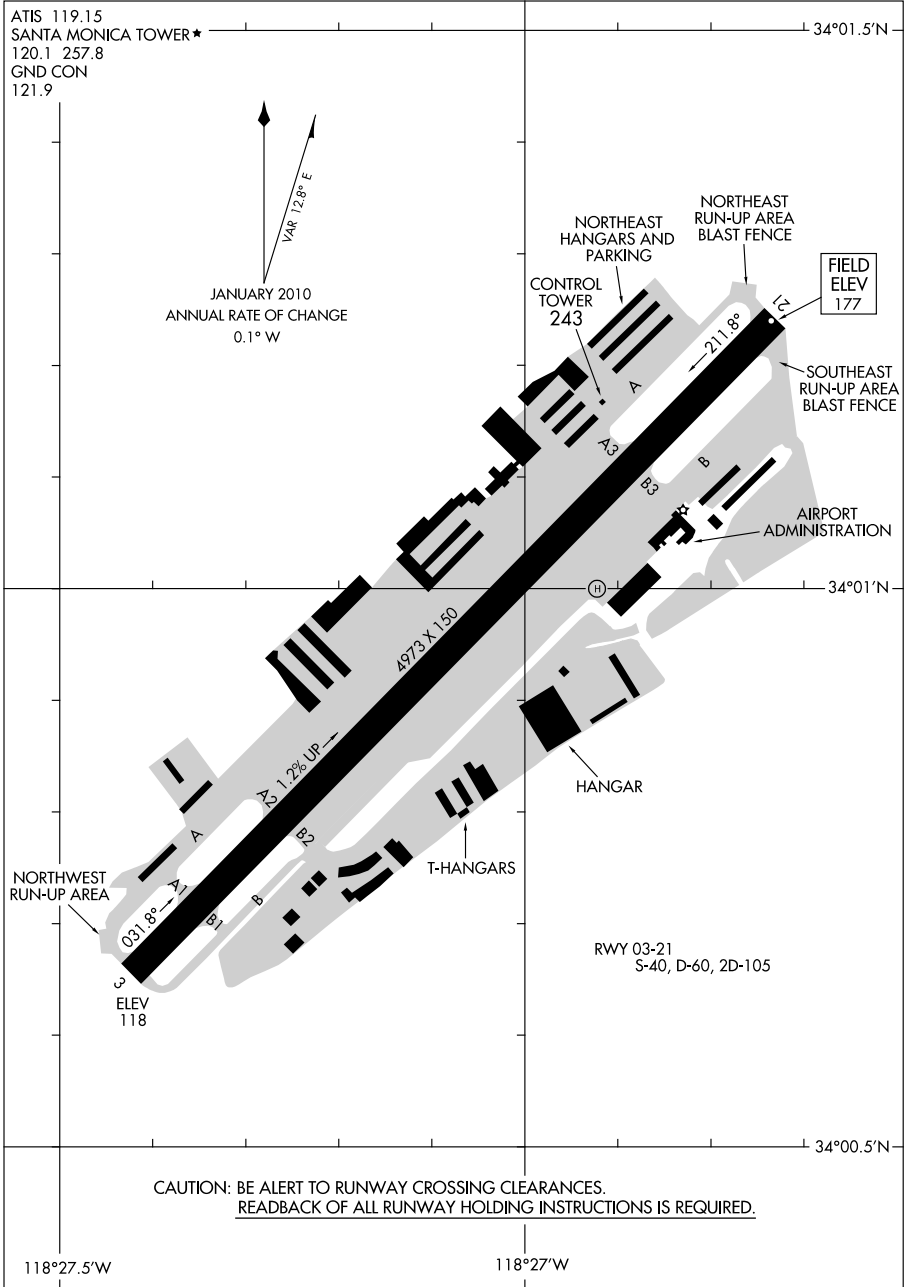 ATIS 119.15
SANTA MONICA TOWER★
120.1 257.8
GND CON
121.9
34°01.5'N
VAR 12.8° E
JANUARY 2010
ANNUAL RATE OF CHANGE
0.1° W
NORTHEAST
HANGARS AND
PARKING
NORTHEAST
RUN-UP AREA
BLAST FENCE
CONTROL
TOWER
243
FIELD
ELEV
177
21
211.8°
A
SOUTHEAST
RUN-UP AREA
BLAST FENCE
A3
B
B3
AIRPORT
ADMINISTRATION
H
34°01'N
4973 X 150
1.2% UP
HANGAR
A2
A
B2
T-HANGARS
NORTHWEST
RUN-UP AREA
A1
B
B1
031.8°
3
ELEV
118
RWY 03-21
S-40, D-60, 2D-105
34°00.5'N
CAUTION: BE ALERT TO RUNWAY CROSSING CLEARANCES.
READBACK OF ALL RUNWAY HOLDING INSTRUCTIONS IS REQUIRED.
118°27.5'W
118°27'W